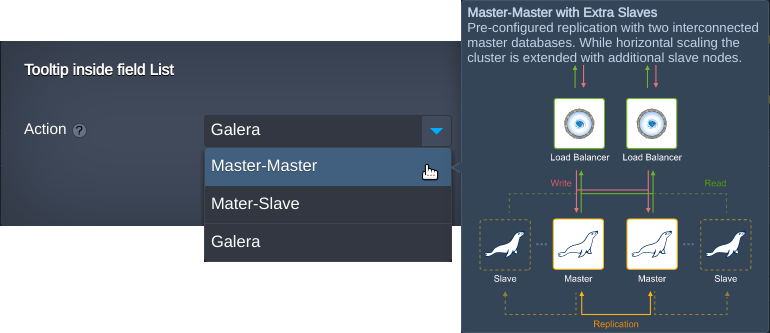 Tooltip inside field List
Action ?
Galera
Master-Master
Mater-Slave
Galera
Master-Master with Extra Slaves
Pre-configured replication with two interconnected
master databases. While horizontal scaling the
cluster is extended with additional slave nodes.
Load Balancer Load Balancer
Write Read
Slave Master Master Slave
Replication